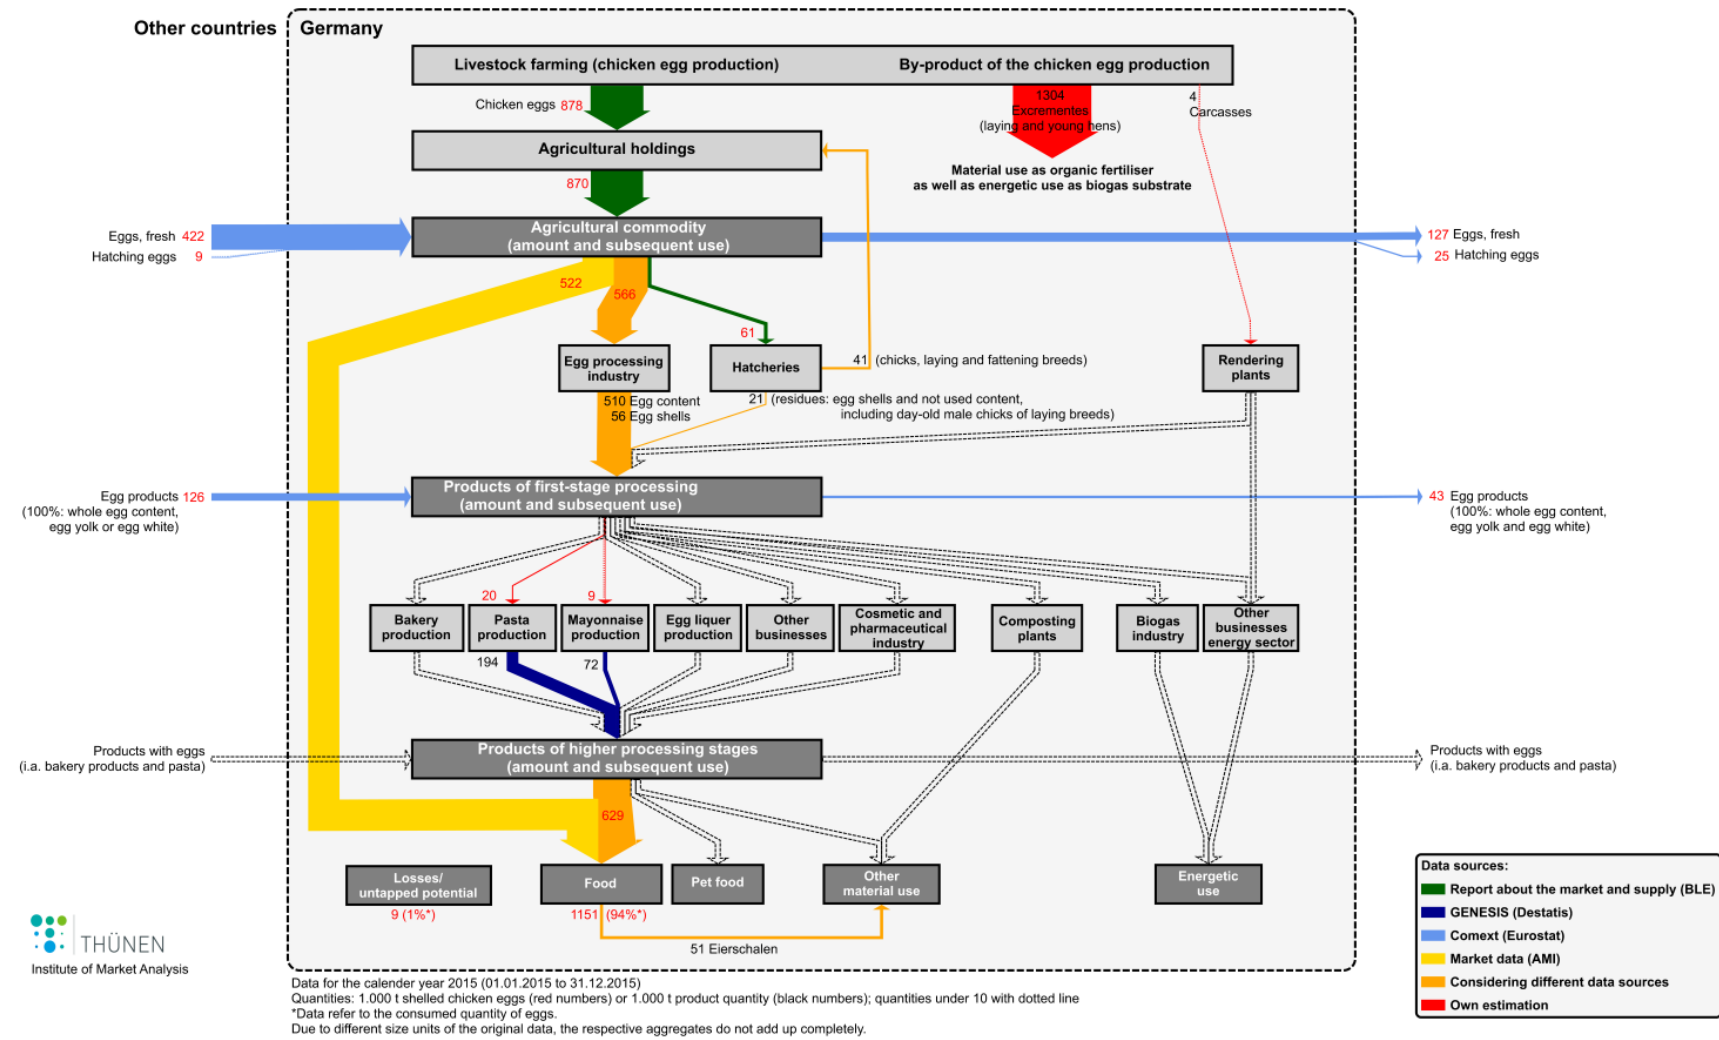 Other countries
Germany
Livestock farming (chicken egg production)
By-product of the chicken egg production
Chicken eggs 878
1304
Excrementes
(laying and young hens)
4
Carcasses
Agricultural holdings
Material use as organic fertiliser
as well as energetic use as biogas substrate
870
Eggs, fresh 422
Hatching eggs 9
Agricultural commodity
(amount and subsequent use)
127 Eggs, fresh
25 Hatching eggs
522
566
61
Egg processing
industry
Hatcheries
41 (chicks, laying and fattening breeds)
Rendering
plants
510 Egg content
56 Egg shells
21 (residues: egg shells and not used content,
including day-old male chicks of laying breeds)
Egg products 126
(100%: whole egg content,
egg yolk or egg white)
Products of first-stage processing
(amount and subsequent use)
43 Egg products
(100%: whole egg content,
egg yolk and egg white)
20
9
Bakery
production
Pasta
production
Mayonnaise
production
Egg liquer
production
Other
businesses
Cosmetic and
pharmaceutical
industry
Composting
plants
Biogas
industry
Other
businesses
energy sector
194
72
Products with eggs
(i.a. bakery products and pasta)
Products of higher processing stages
(amount and subsequent use)
Products with eggs
(i.a. bakery products and pasta)
629
Losses/
untapped potential
9 (1%*)
Food
1151 (94%*)
Pet food
Other
material use
Energetic
use
51 Eierschalen
Data sources:
Report about the market and supply (BLE)
GENESIS (Destatis)
Comext (Eurostat)
Market data (AMI)
Considering different data sources
Own estimation
THÜNEN
Institute of Market Analysis
Data for the calender year 2015 (01.01.2015 to 31.12.2015)
Quantities: 1.000 t shelled chicken eggs (red numbers) or 1.000 t product quantity (black numbers); quantities under 10 with dotted line
*Data refer to the consumed quantity of eggs.
Due to different size units of the original data, the respective aggregates do not add up completely.